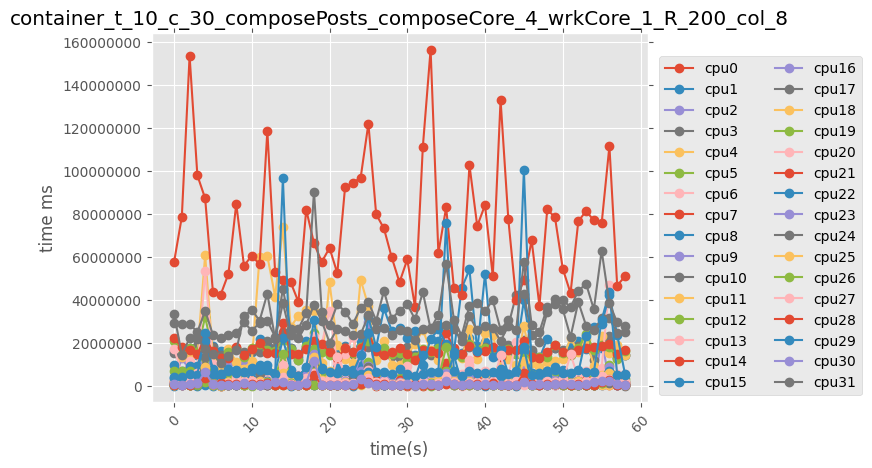 container_t_10_c_30_composePosts_composeCore_4_wrkCore_1_R_200_col_8
time ms
160000000
140000000
120000000
100000000
80000000
60000000
40000000
20000000
0
0 10 20 30 40 50 60
time(s)
cpu0 cpu16
cpu1 cpu17
cpu2 cpu18
cpu3 cpu19
cpu4 cpu20
cpu5 cpu21
cpu6 cpu22
cpu7 cpu23
cpu8 cpu24
cpu9 cpu25
cpu10 cpu26
cpu11 cpu27
cpu12 cpu28
cpu13 cpu29
cpu14 cpu30
cpu15 cpu31